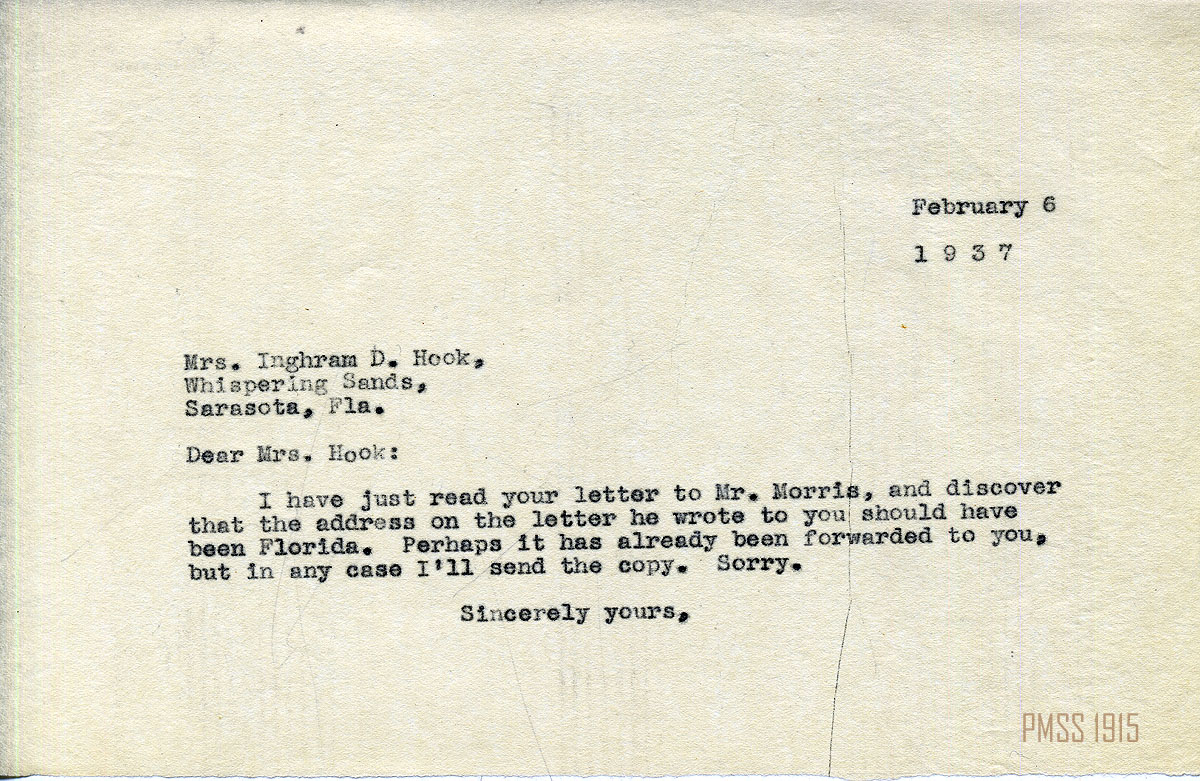 February 6
1 9 3 7
Mrs. Inghram D. Hook,
Whispering Sands,
Sarasota, Fla.
Dear Mrs. Hook:
I have just read your letter to Mr. Morris, and discover
that the address on the letter he wrote to you should have
been Florida. Perhaps it has already been forwarded to you,
but in any case I'll send the copy. Sorry.
Sincerely yours,
PMSS 1915